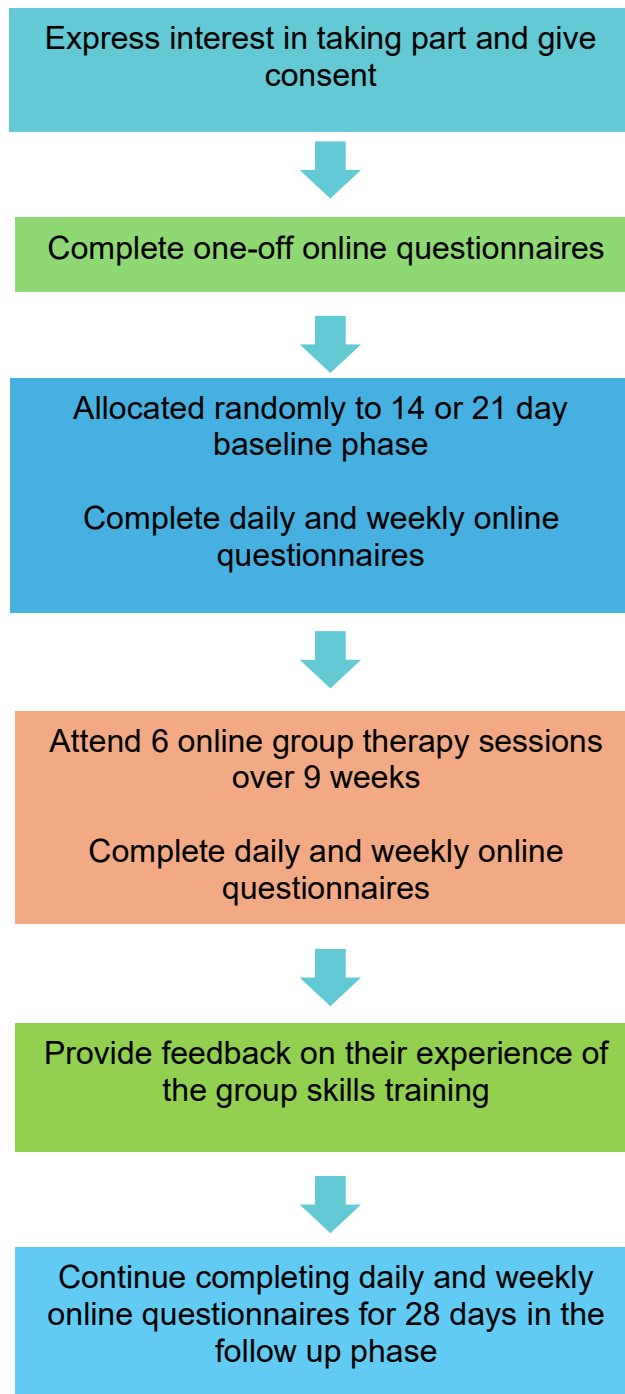 Express interest in taking part and give
consent
Complete one-off online questionnaires
Allocated randomly to 14 or 21 day
baseline phase
Complete daily and weekly online
questionnaires
Attend 6 online group therapy sessions
over 9 weeks
Complete daily and weekly online
questionnaires
Provide feedback on their experience of
the group skills training
Continue completing daily and weekly
online questionnaires for 28 days in the
follow up phase